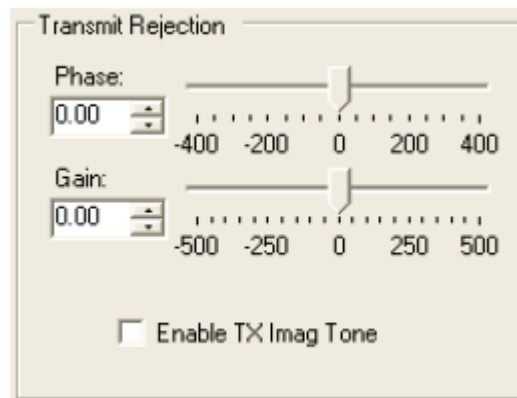 Transmit Rejection
Phase:
0.00
-400 -200 0 200 400
Gain:
0.00
-500 -250 0 250 500
Enable TX Imag Tone